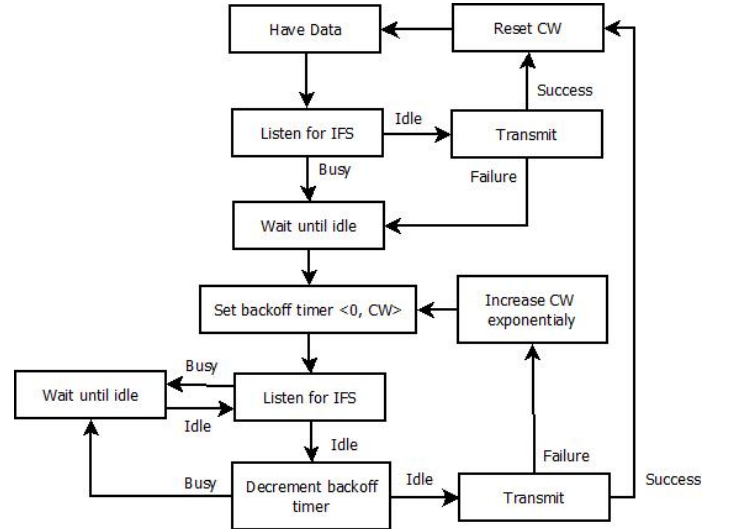 Have Data
Reset CW
Success
Listen for IFS
Idle
Transmit
Busy
Failure
Wait until idle
Set backoff timer <0, CW>
Increase CW
exponentialy
Busy
Wait until idle
Listen for IFS
Idle
Idle
Failure
Busy
Decrement backoff
timer
Idle
Transmit
Success